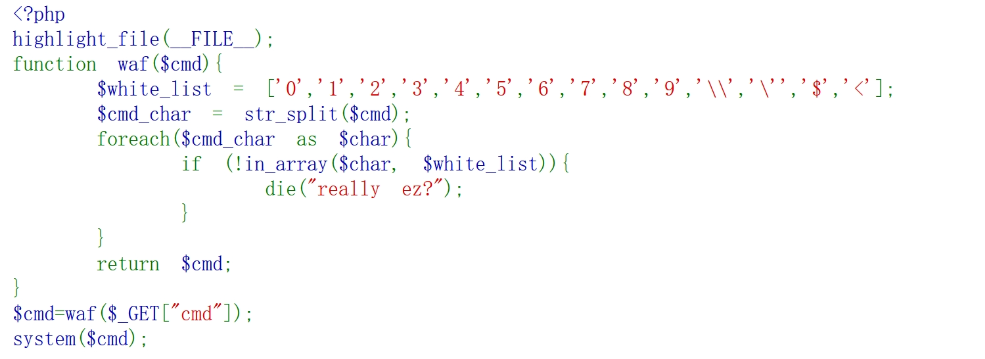 <?php
highlight_file(__FILE__);
function waf($cmd){
$white_list = ['0','1','2','3','4','5','6','7','8','9','\\','\'','$','<'];
$cmd_char = str_split($cmd);
foreach($cmd_char as $char){
if (!in_array($char, $white_list)){
die("really ez?");
}
}
return $cmd;
}
$cmd=waf($_GET["cmd"]);
system($cmd);